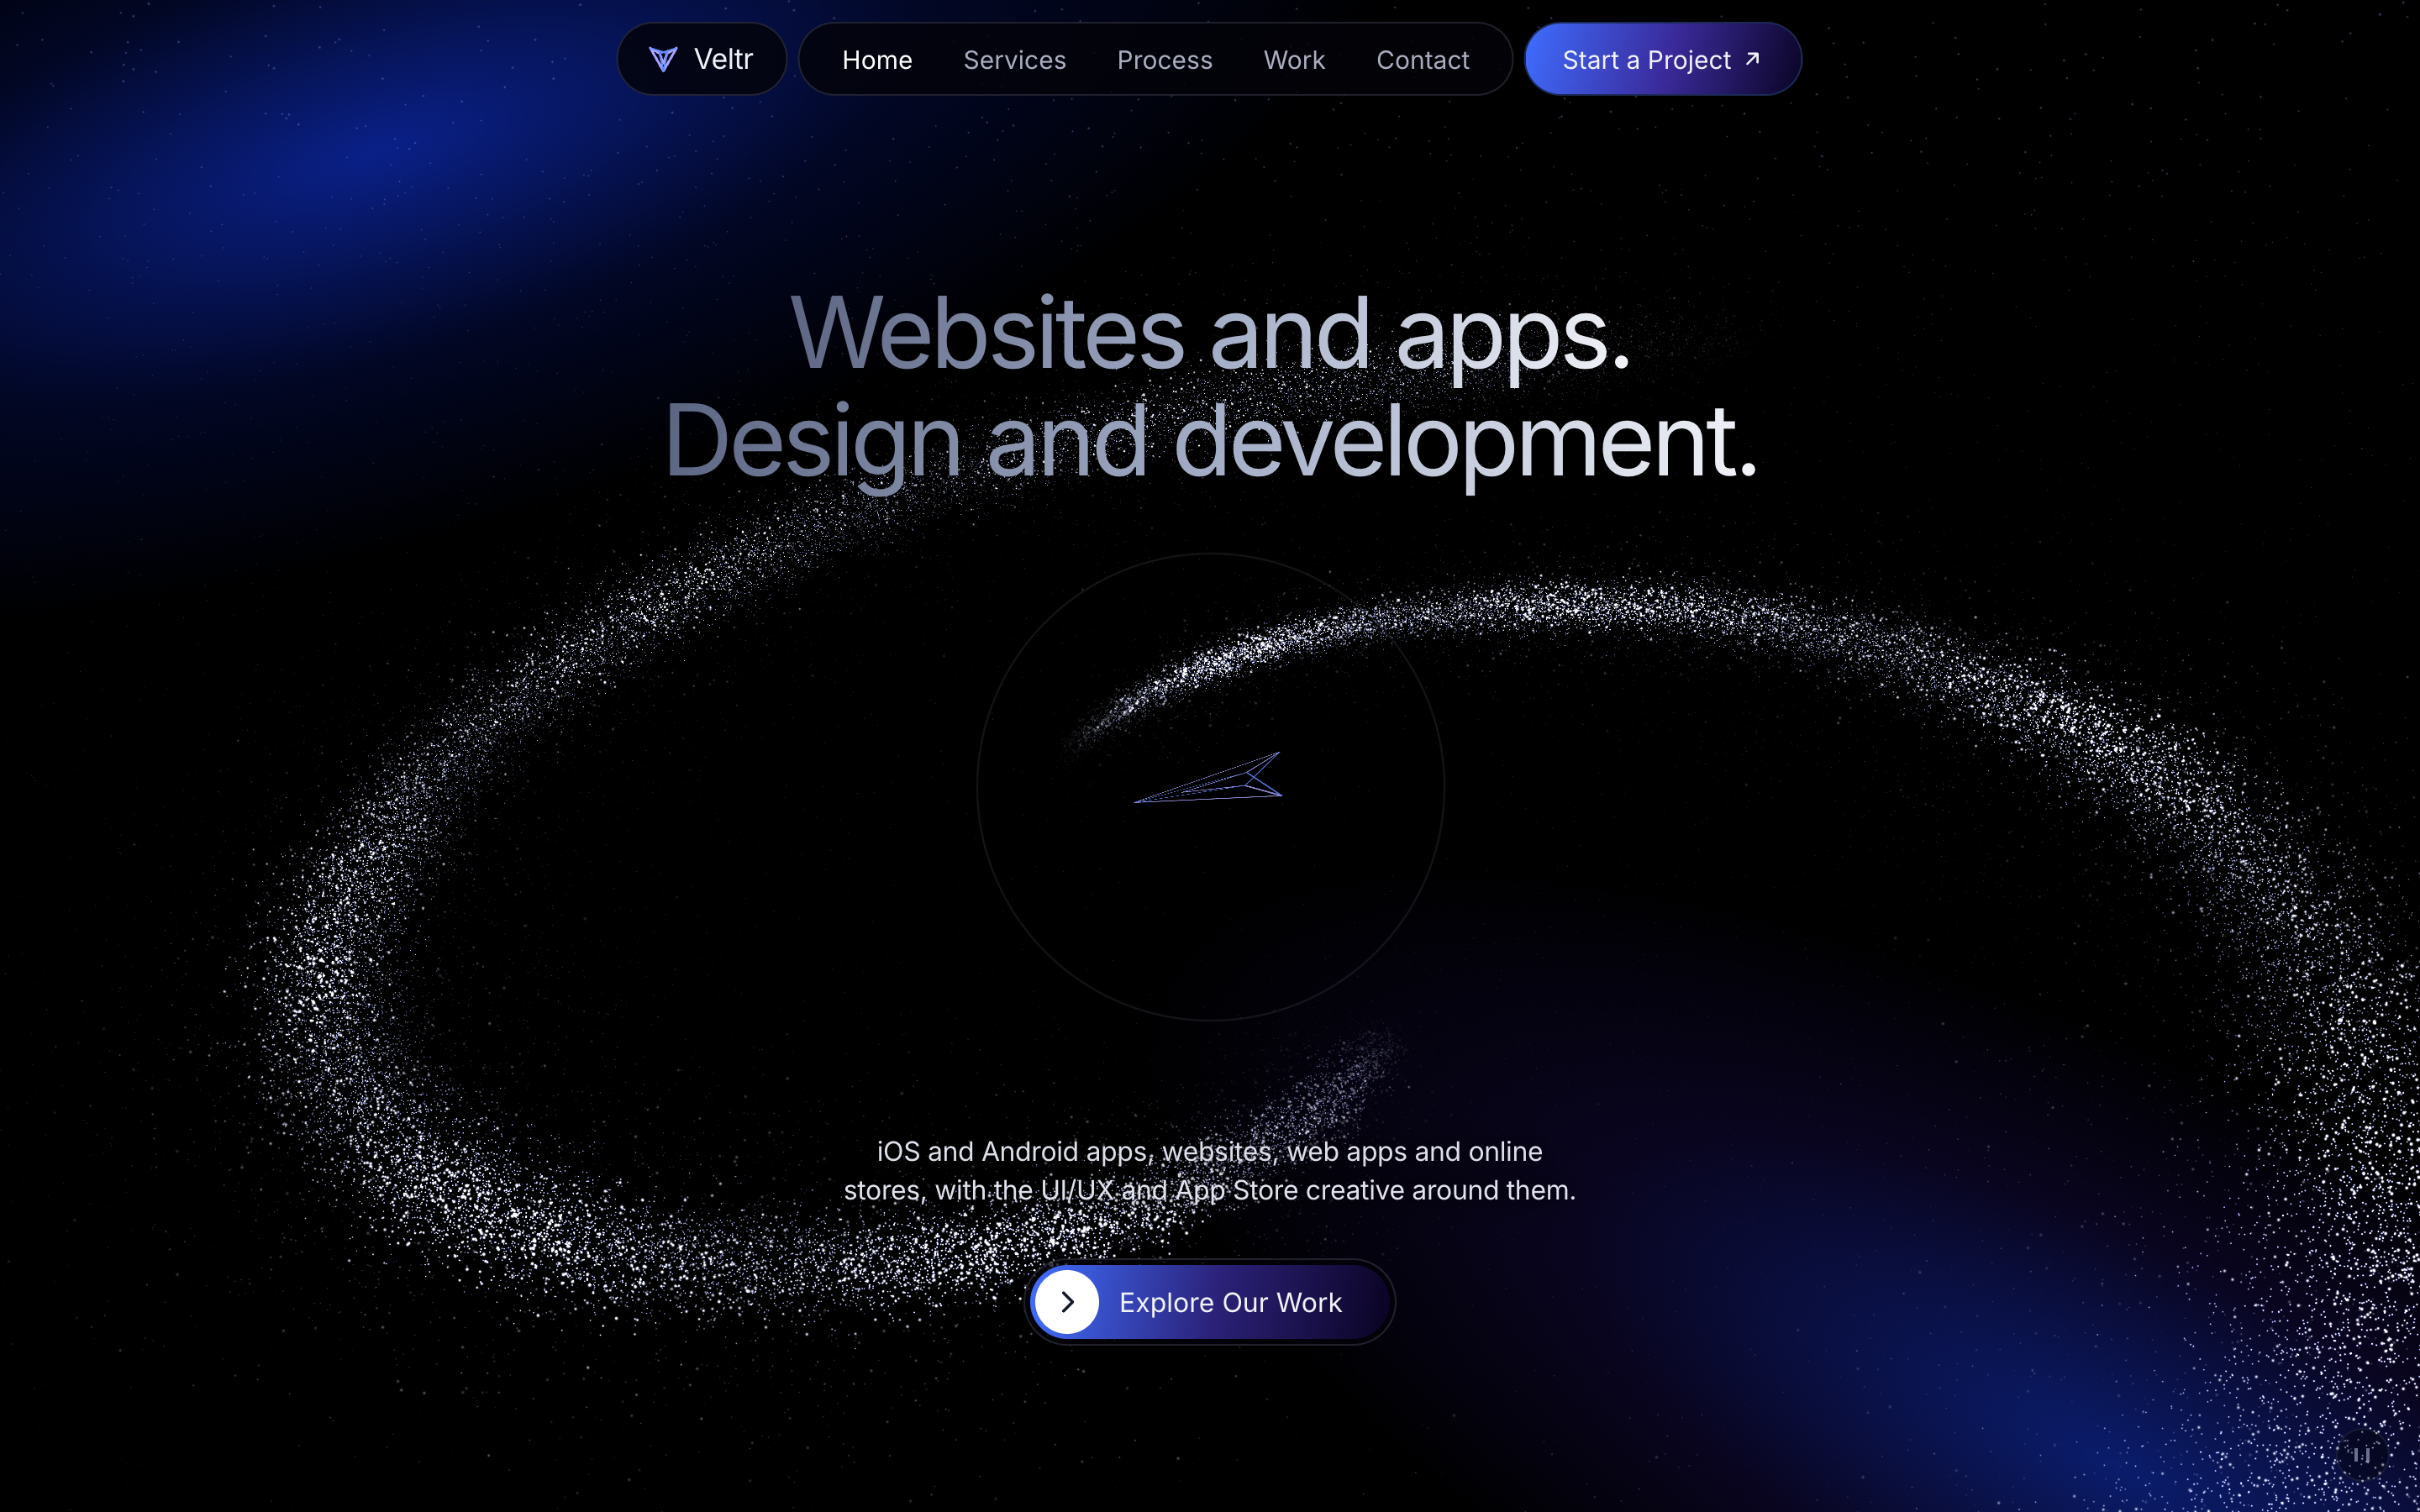 Veltr
Home Services Process Work Contact
Start a Project
Websites and apps.
Design and development.
iOS and Android apps, websites, web apps and online
stores, with the UI/UX and App Store creative around them.
Explore Our Work